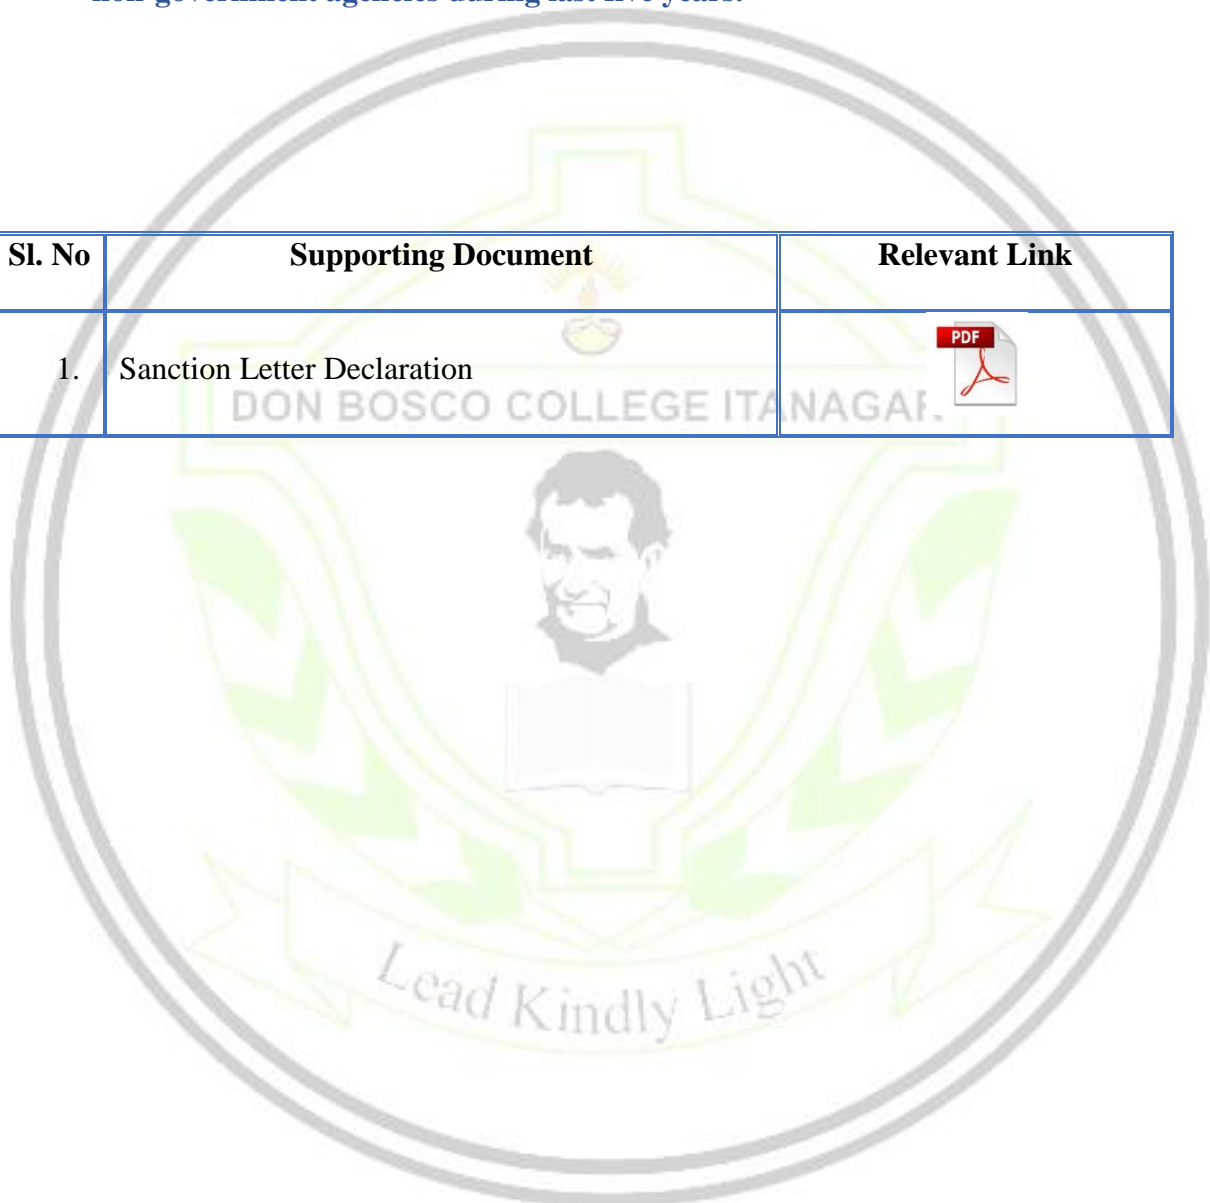 non-government agencies during last five years.
Sl. No Supporting Document Relevant Link
1. Sanction Letter Declaration PDF
DON BOSCO COLLEGE ITANAGAR
Lead Kindly Light